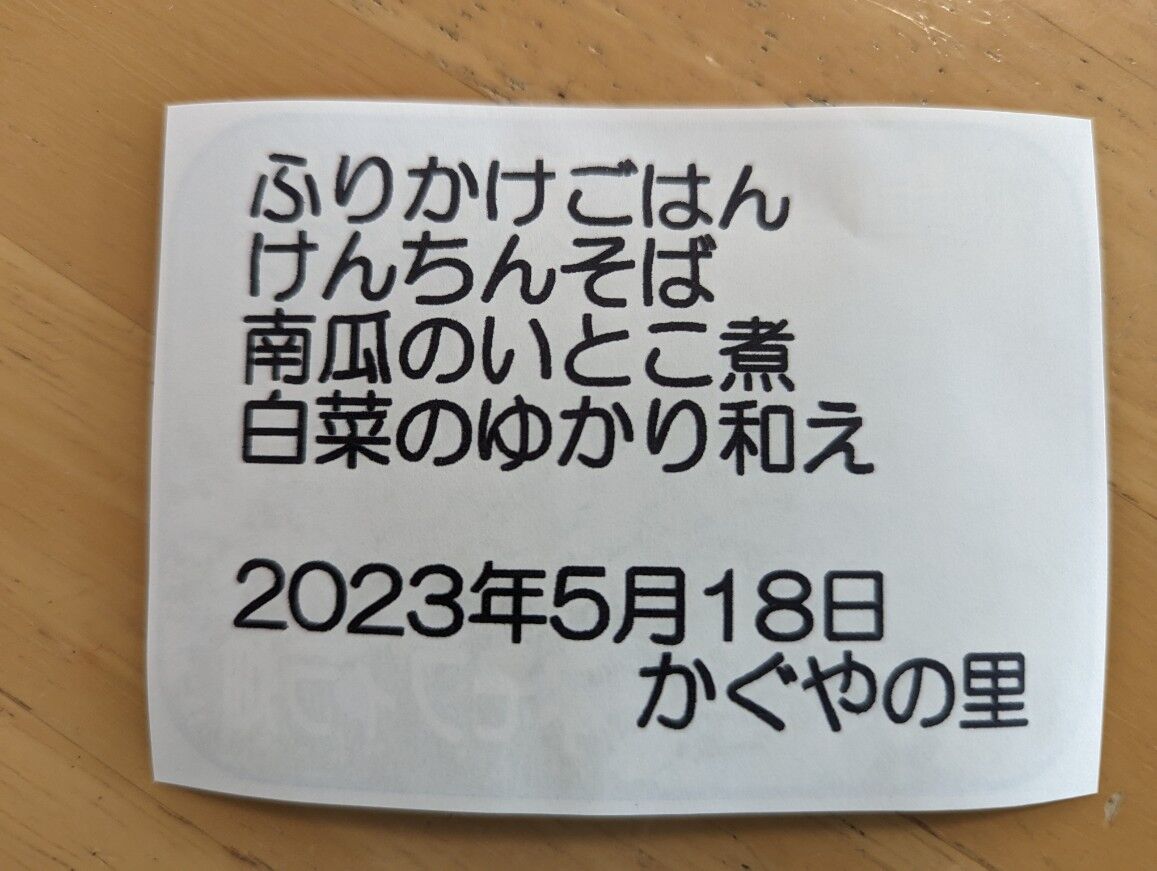 ふりかけごはん
けんちんそば
南瓜のいとこ煮
白菜のゆかり和え
2023年5月18日
かぐやの里